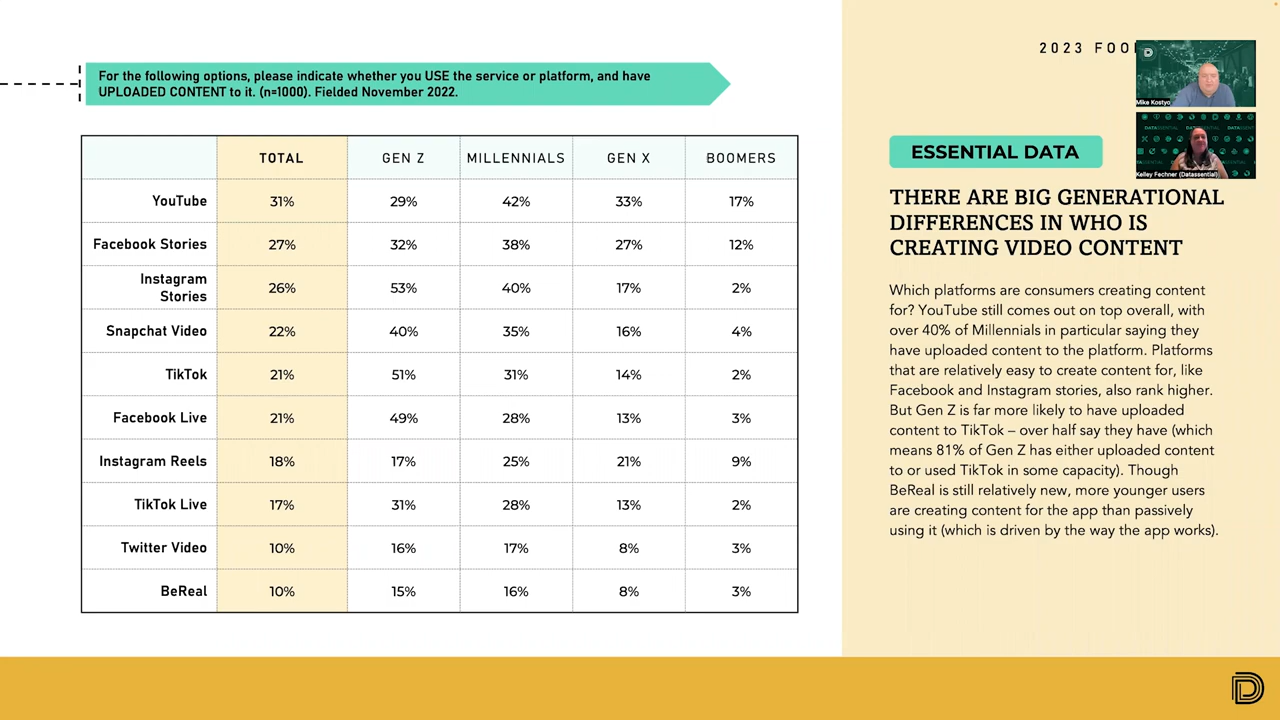 2023 FOO
For the following options, please indicate whether you USE the service or platform, and have
UPLOADED CONTENT to it. (n=1000). Fielded November 2022.
TOTAL GEN Z MILLENNIALS GEN X BOOMERS
YouTube 31% 29% 42% 33% 17%
Facebook Stories 27% 32% 38% 27% 12%
Instagram
Stories 26% 53% 40% 17% 2%
Snapchat Video 22% 40% 35% 16% 4%
TikTok 21% 51% 31% 14% 2%
Facebook Live 21% 49% 28% 13% 3%
Instagram Reels 18% 17% 25% 21% 9%
TikTok Live 17% 31% 28% 13% 2%
Twitter Video 10% 16% 17% 8% 3%
BeReal 10% 15% 16% 8% 3%
Mike Kostyo
Kelley Fechner (Datassential)
ESSENTIAL DATA
THERE ARE BIG GENERATIONAL
DIFFERENCES IN WHO IS
CREATING VIDEO CONTENT
Which platforms are consumers creating content
for? YouTube still comes out on top overall, with
over 40% of Millennials in particular saying they
have uploaded content to the platform. Platforms
that are relatively easy to create content for, like
Facebook and Instagram stories, also rank higher.
But Gen Z is far more likely to have uploaded
content to TikTok – over half say they have (which
means 81% of Gen Z has either uploaded content
to or used TikTok in some capacity). Though
BeReal is still relatively new, more younger users
are creating content for the app than passively
using it (which is driven by the way the app works).